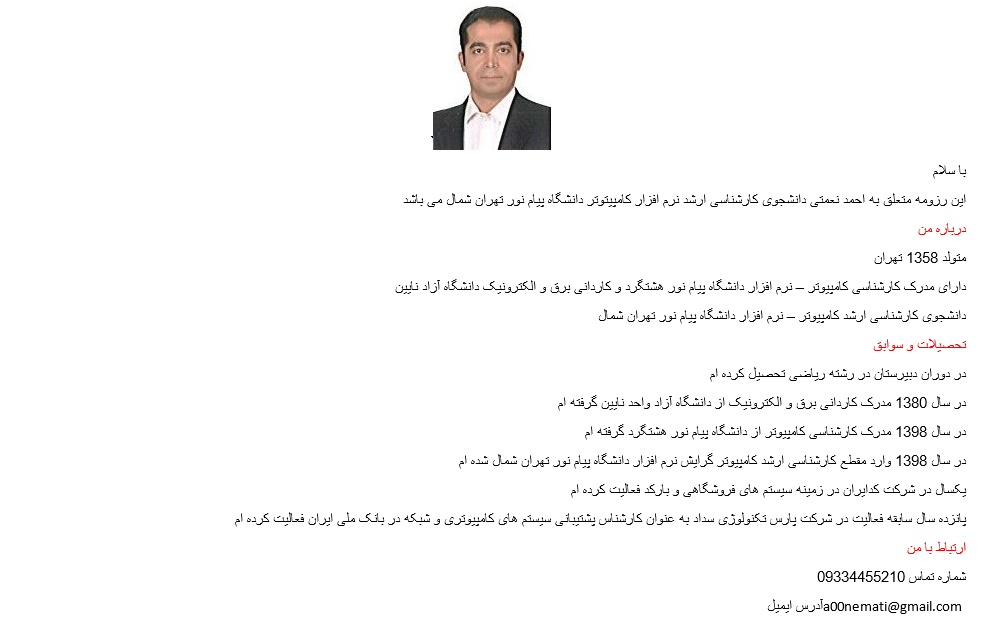 با سلام
این رزومه متعلق به احمد نعمتی دانشجوی کارشناسی ارشد نرم افزار کامپیتوتر دانشگاه پیام نور تهران شمال می باشد
درباره من
متولد 1358 تهران
دارای مدرک کارشناسی کامپیوتر – نرم افزار دانشگاه پیام نور هشتگرد و کاردانی برق و الکترونیک دانشگاه آزاد نایین
دانشجوی کارشناسی ارشد کامپیوتر – نرم افزار دانشگاه پیام نور تهران شمال
تحصیلات و سوابق
در دوران دبیرستان در رشته ریاضی تحصیل کرده ام
در سال 1380 مدرک کاردانی برق و الکترونیک از دانشگاه آزاد واحد نایین گرفته ام
در سال 1398 مدرک کارشناسی کامپیوتر از دانشگاه پیام نور هشتگرد گرفته ام
در سال 1398 وارد مقطع کارشناسی ارشد کامپیوتر گرایش نرم افزار دانشگاه پیام نور تهران شمال شده ام
یکسال در شرکت کدایران در زمینه سیستم های فروشگاهی و بارکد فعالیت کرده ام
پانزده سال سابقه فعالیت در شرکت پارس تکنولوژی سداد به عنوان کارشناس پشتیبانی سیستم های کامپیوتری و شبکه در بانک ملی ایران فعالیت کرده ام
ارتباط با من
شماره تماس 09334455210
a00nemati@gmail.comآدرس ایمیل